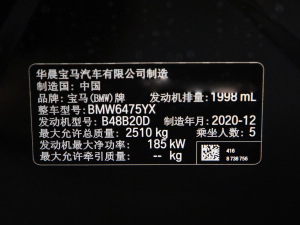 华晨宝马汽车有限公司制造
制造国：中国
品牌：宝马(BMW)牌 发动机排量：1998 mL
整车型号：BMW6475YX
发动机型号：B48B20D 制造年月：2020-12
最大允许总质量：2510 kg 乘坐人数：5
发动机最大净功率：185 kW
最大允许牵引质量：-- kg
416
8 738 756